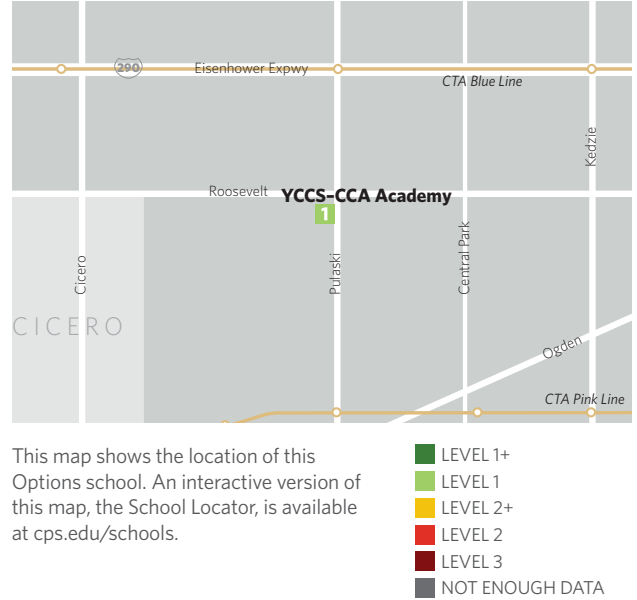 290
Eisenhower Expwy
CTA Blue Line
Kedzie
Roosevelt
YCCS–CCA Academy
1
Cicero
Pulaski
Central Park
CICERO
Ogden
CTA Pink Line
This map shows the location of this
Options school. An interactive version of
this map, the School Locator, is available
at cps.edu/schools.
LEVEL 1+
LEVEL 1
LEVEL 2+
LEVEL 2
LEVEL 3
NOT ENOUGH DATA